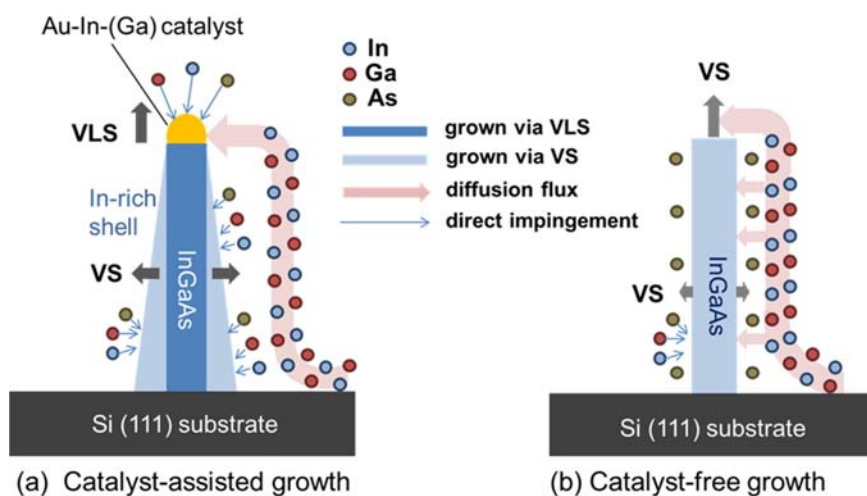 Au-In-(Ga) catalyst
VLS
In-rich
shell
VS
InGaAs
Si (111) substrate
(a) Catalyst-assisted growth
In
Ga
As
grown via VLS
grown via VS
diffusion flux
direct impingement
VS
VS
InGaAs
Si (111) substrate
(b) Catalyst-free growth